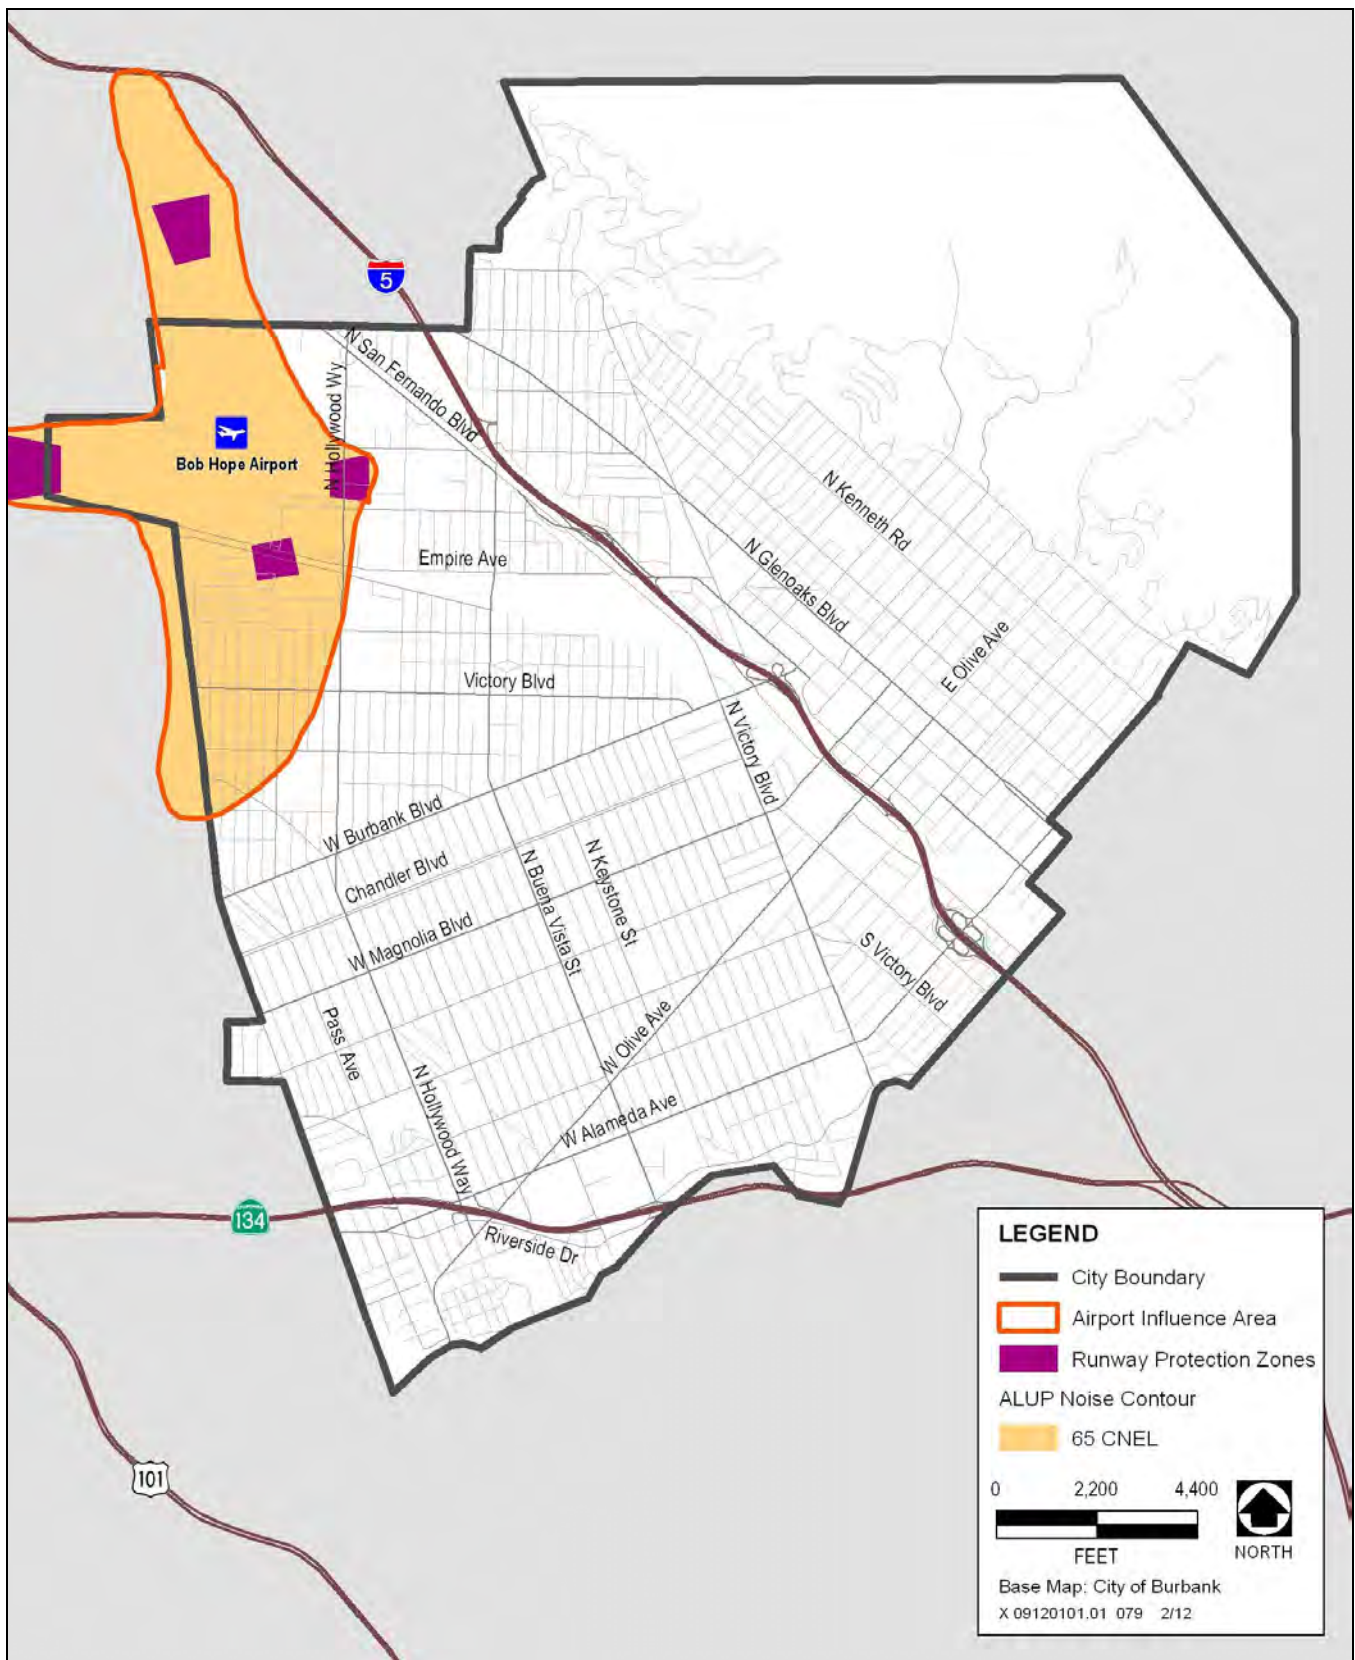 5
N San Fernando Blvd
N Hollywood Wy
Bob Hope Airport
N Kenneth Rd
Empire Ave
N Glenoaks Blvd
E Olive Ave
Victory Blvd
N Victory Blvd
W Burbank Blvd
Chandler Blvd
N Keystone St
N Buena Vista St
W Magnolia Blvd
S Victory Blvd
Pass Ave
W Olive Ave
N Hollywood Way
W Alameda Ave
134
Riverside Dr
101
LEGEND
City Boundary
Airport Influence Area
Runway Protection Zones
ALUP Noise Contour
65 CNEL
0 2,200 4,400
FEET
NORTH
Base Map: City of Burbank
X 09120101.01 079 2/12